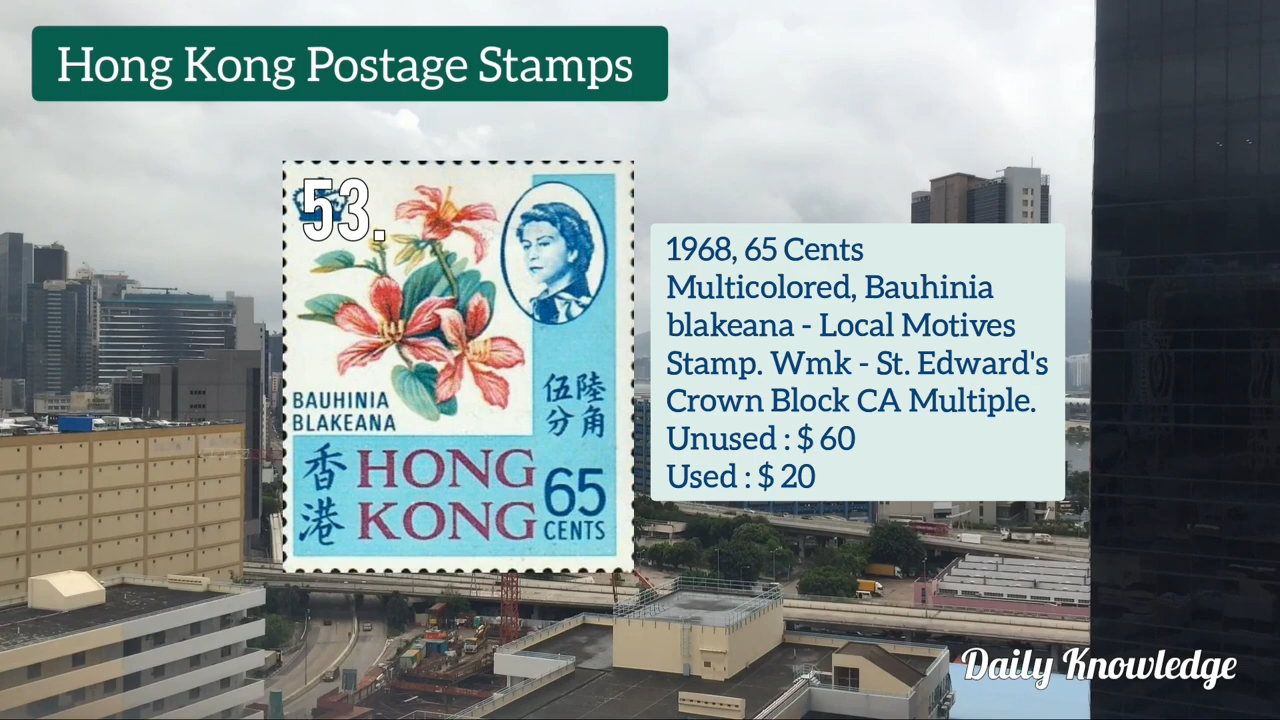 Hong Kong Postage Stamps
53.
BAUHINIA
BLAKEANA
伍陸
分角
香港
HONG
KONG
65
CENTS
1968, 65 Cents
Multicolored, Bauhinia
blakeana - Local Motives
Stamp. Wmk - St. Edward's
Crown Block CA Multiple.
Unused : $ 60
Used : $ 20
Daily Knowledge